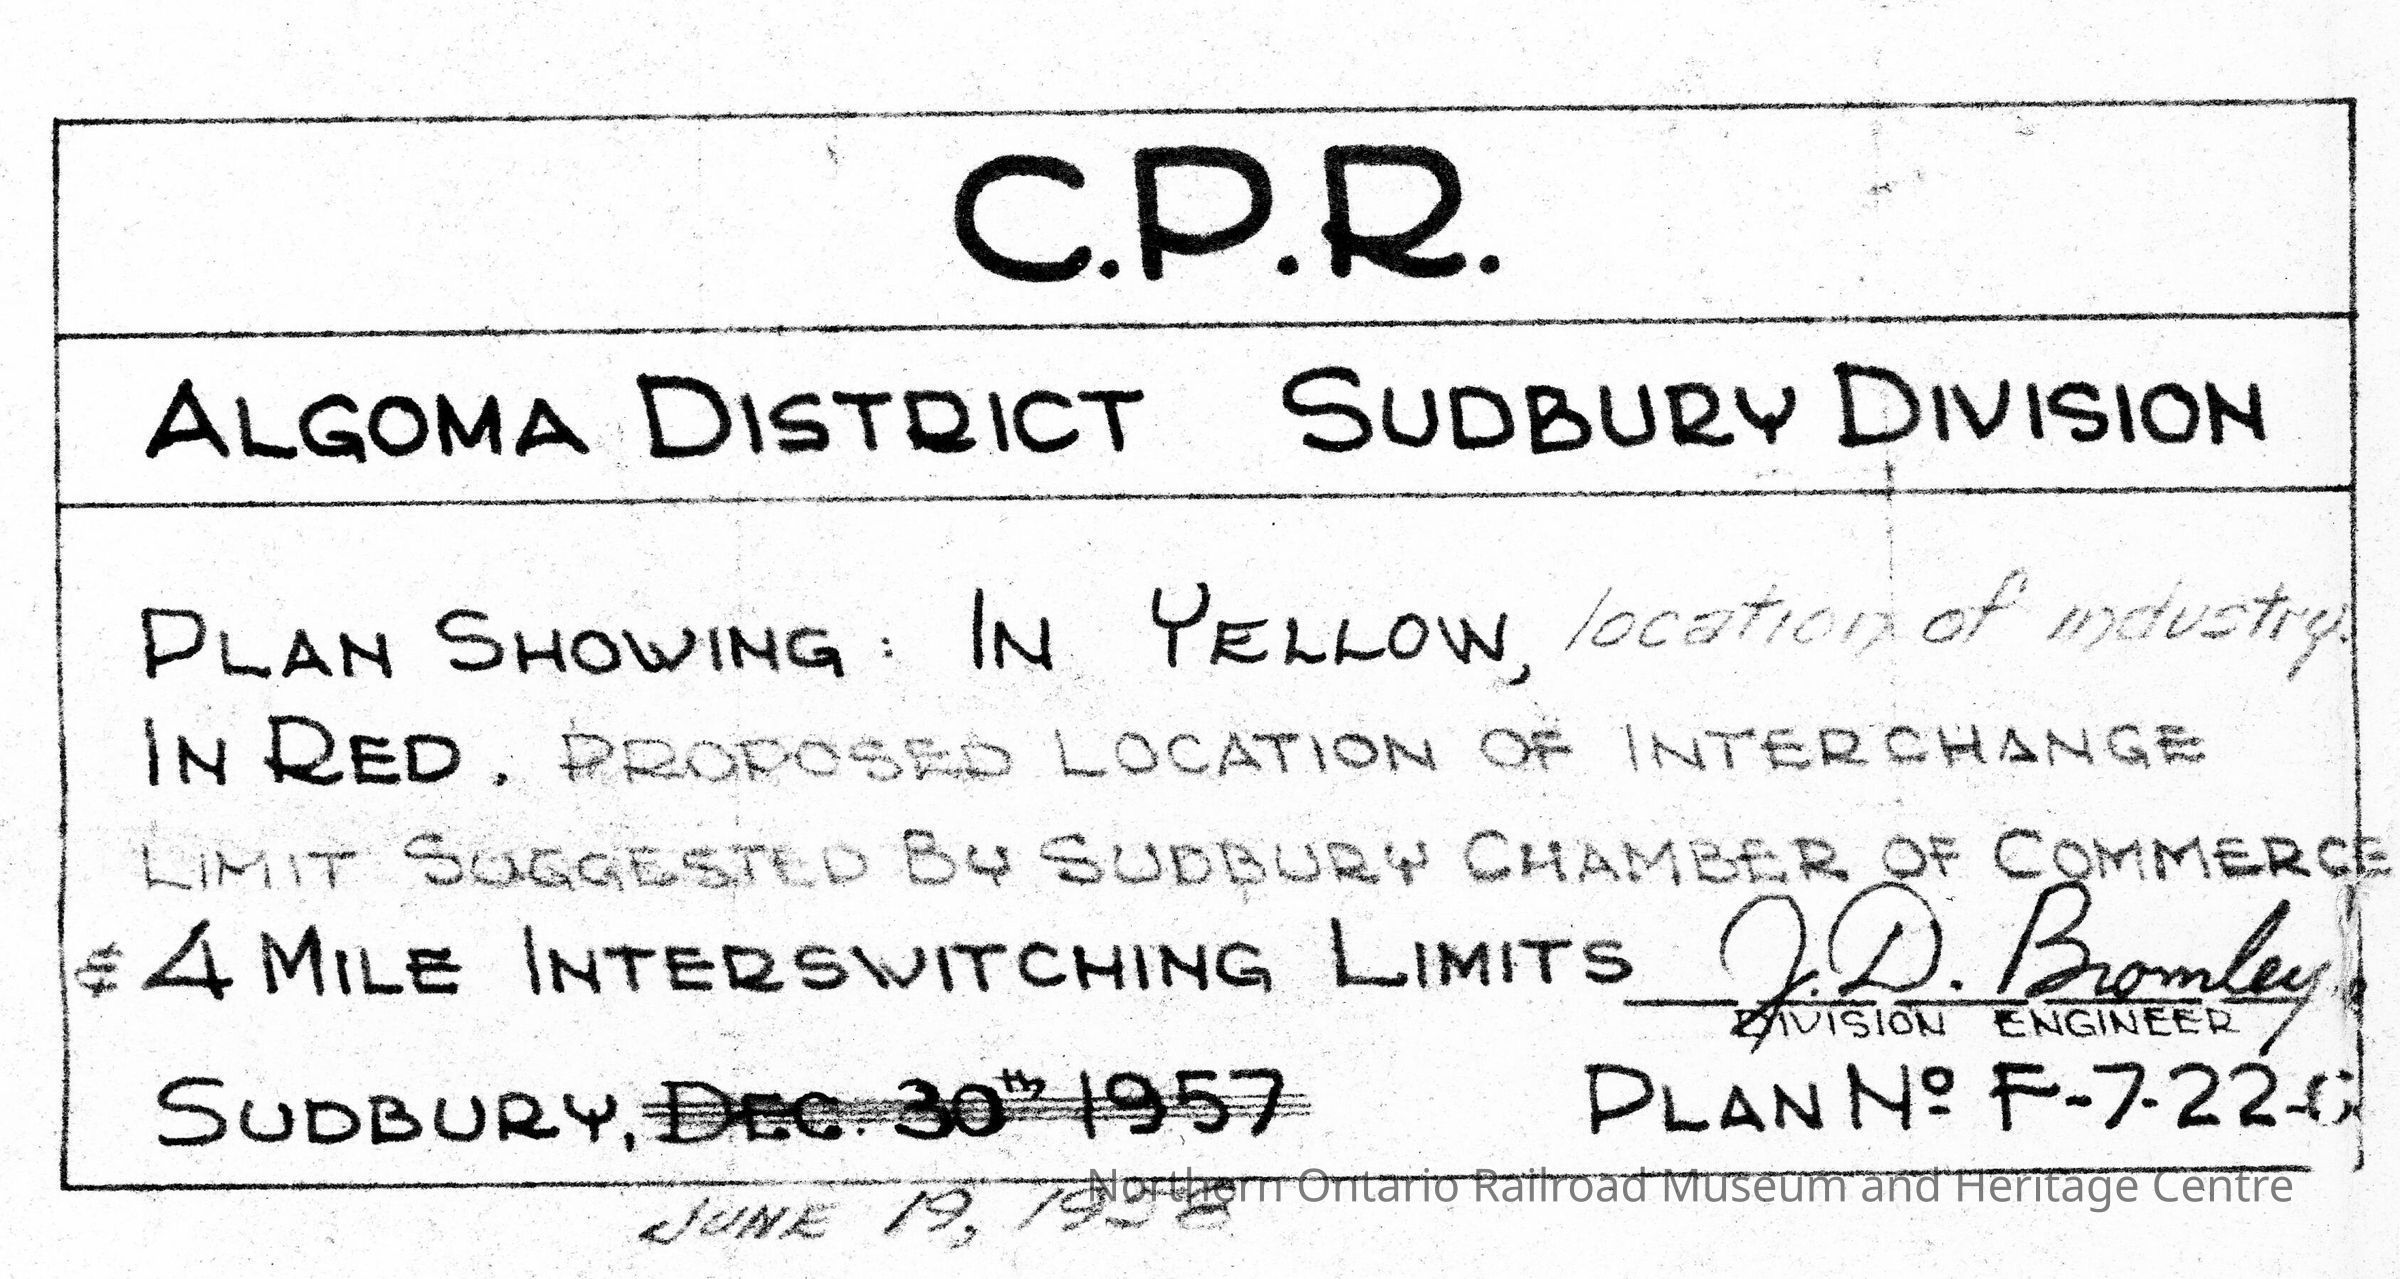 C.P.R.
ALGOMA DISTRICT SUDBURY DIVISION
PLAN SHOWING : IN YELLOW, location of industry.
IN RED. PROPOSED LOCATION OF INTERCHANGE
LIMIT SUGGESTED BY SUDBURY CHAMBER OF COMMERCE
& 4 MILE INTERSWITCHING LIMITS J. D. Bromley
DIVISION ENGINEER
SUDBURY, DEC. 30th 1957 PLAN No F-7-22-
Northern Ontario Railroad Museum and Heritage Centre
JUNE 19, 1958